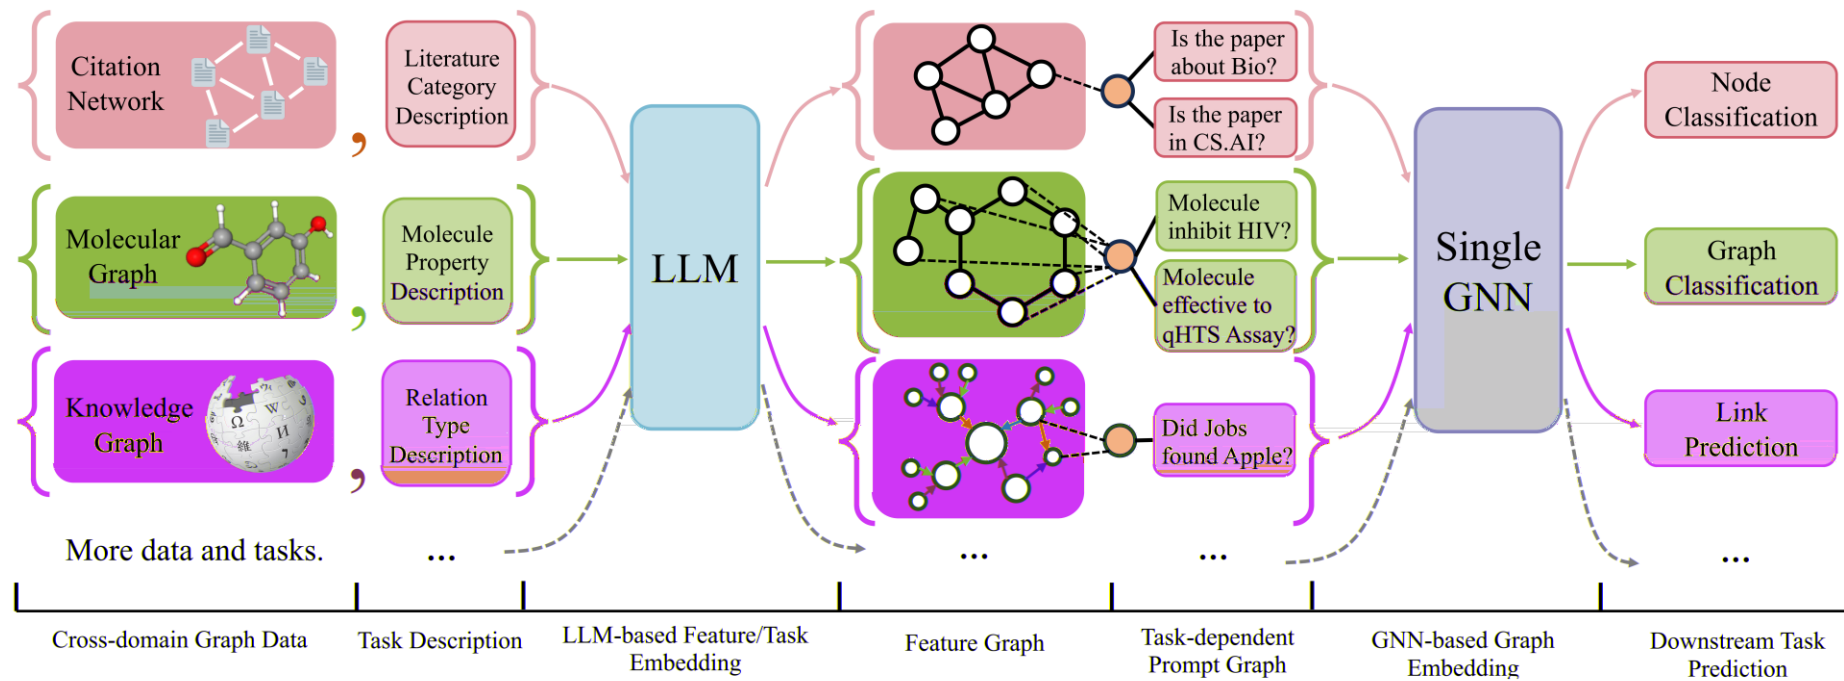 Citation
Network
Literature
Category
Description
Is the paper
about Bio?
Is the paper
in CS.AI?
Node
Classification
Molecular
Graph
Molecule
Property
Description
LLM
Molecule
inhibit HIV?
Molecule
effective to
qHTS Assay?
Single
GNN
Graph
Classification
Knowledge
Graph
Ω
W
И
雜
7
Relation
Type
Description
Did Jobs
found Apple?
Link
Prediction
More data and tasks.
...
...
...
...
Cross-domain Graph Data
Task Description
LLM-based Feature/Task
Embedding
Feature Graph
Task-dependent
Prompt Graph
GNN-based Graph
Embedding
Downstream Task
Prediction